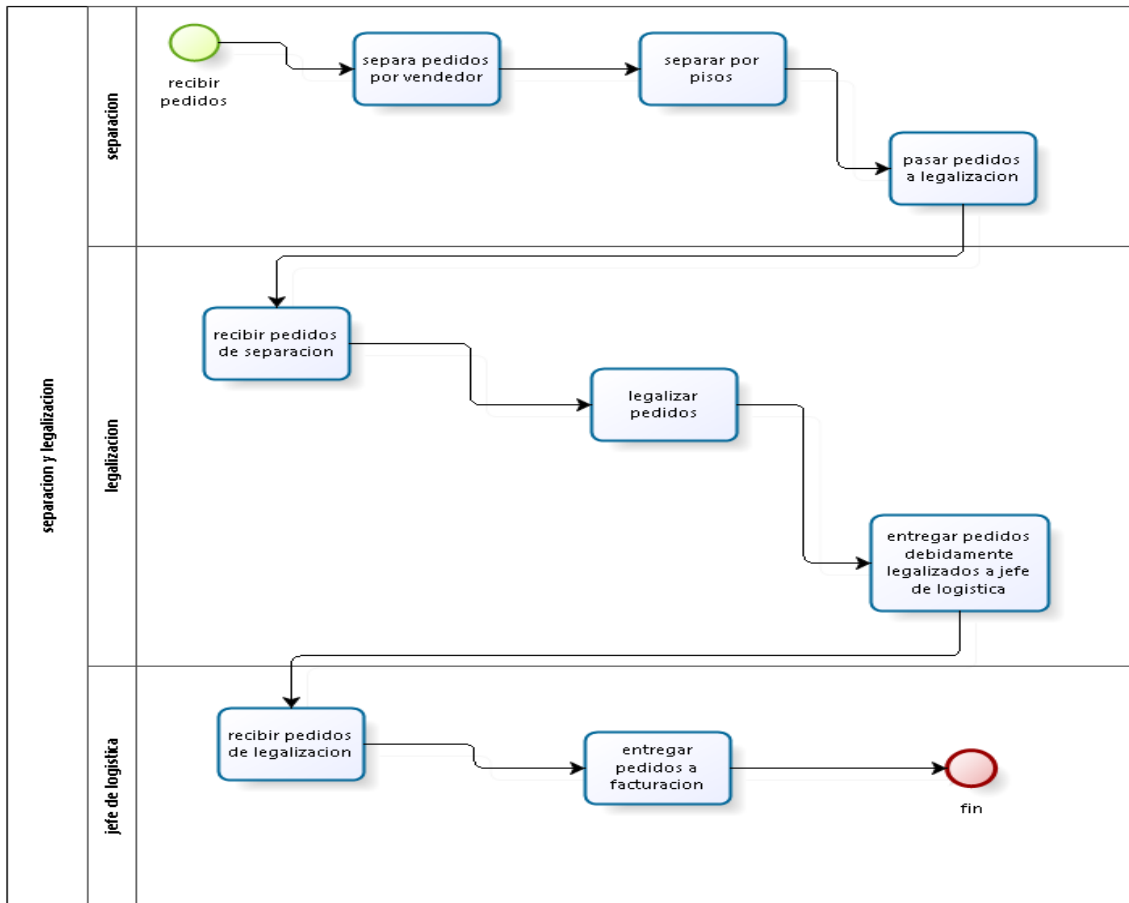 separacion y legalizacion
separacion
recibir
pedidos
separa pedidos
por vendedor
separar por
pisos
pasar pedidos
a legalizacion
legalizacion
recibir pedidos
de separacion
legalizar
pedidos
entregar pedidos
debidamente
legalizados a jefe
de logistica
jefe de logistica
recibir pedidos
de legalizacion
entregar
pedidos a
facturacion
fin